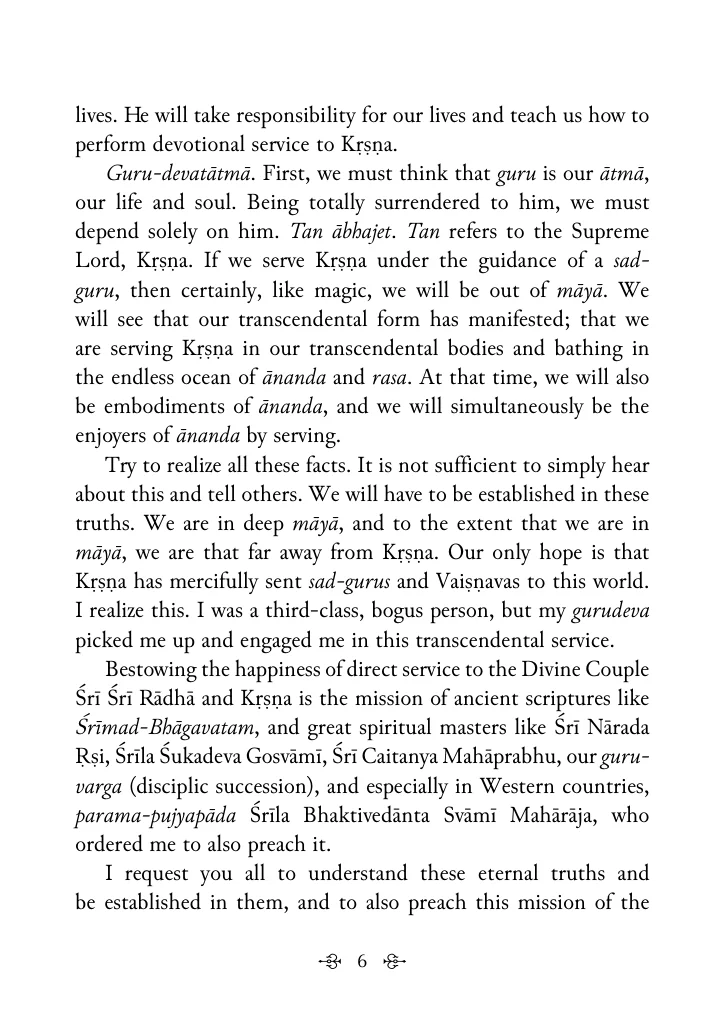 lives. He will take responsibility for our lives and teach us how to
perform devotional service to Kṛṣṇa.
Guru-devatātmā. First, we must think that guru is our ātmā,
our life and soul. Being totally surrendered to him, we must
depend solely on him. Tan ābhajet. Tan refers to the Supreme
Lord, Kṛṣṇa. If we serve Kṛṣṇa under the guidance of a sad-
guru, then certainly, like magic, we will be out of māyā. We
will see that our transcendental form has manifested; that we
are serving Kṛṣṇa in our transcendental bodies and bathing in
the endless ocean of ānanda and rasa. At that time, we will also
be embodiments of ānanda, and we will simultaneously be the
enjoyers of ānanda by serving.
Try to realize all these facts. It is not sufficient to simply hear
about this and tell others. We will have to be established in these
truths. We are in deep māyā, and to the extent that we are in
māyā, we are that far away from Kṛṣṇa. Our only hope is that
Kṛṣṇa has mercifully sent sad-gurus and Vaiṣṇavas to this world.
I realize this. I was a third-class, bogus person, but my gurudeva
picked me up and engaged me in this transcendental service.
Bestowing the happiness of direct service to the Divine Couple
Śrī Śrī Rādhā and Kṛṣṇa is the mission of ancient scriptures like
Śrīmad-Bhāgavatam, and great spiritual masters like Śrī Nārada
Ṛṣi, Śrīla Śukadeva Gosvāmī, Śrī Caitanya Mahāprabhu, our guru-
varga (disciplic succession), and especially in Western countries,
parama-pujyapāda Śrīla Bhaktivedānta Svāmī Mahārāja, who
ordered me to also preach it.
I request you all to understand these eternal truths and
be established in them, and to also preach this mission of the
6